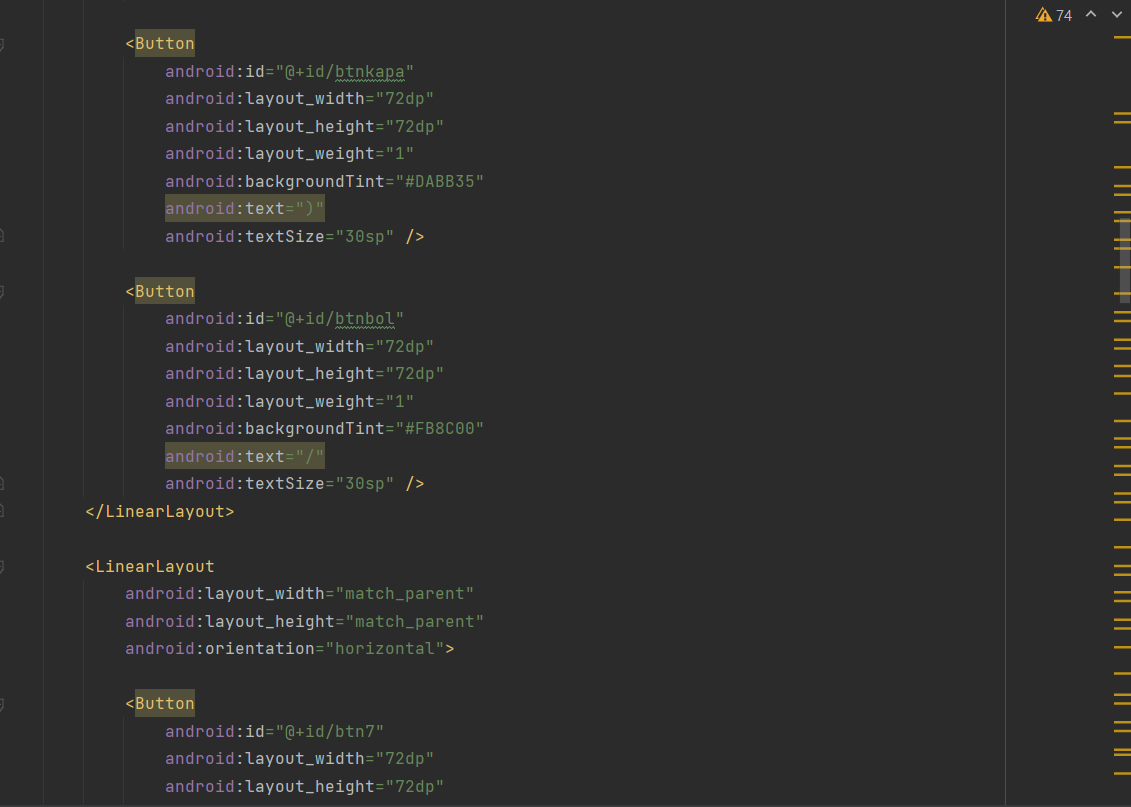 74
<Button
android:id="@+id/btnkapa"
android:layout_width="72dp"
android:layout_height="72dp"
android:layout_weight="1"
android:backgroundTint="#DABB35"
android:text=")"
android:textSize="30sp" />
<Button
android:id="@+id/btnbol"
android:layout_width="72dp"
android:layout_height="72dp"
android:layout_weight="1"
android:backgroundTint="#FB8C00"
android:text="/"
android:textSize="30sp" />
</LinearLayout>
<LinearLayout
android:layout_width="match_parent"
android:layout_height="match_parent"
android:orientation="horizontal">
<Button
android:id="@+id/btn7"
android:layout_width="72dp"
android:layout_height="72dp"